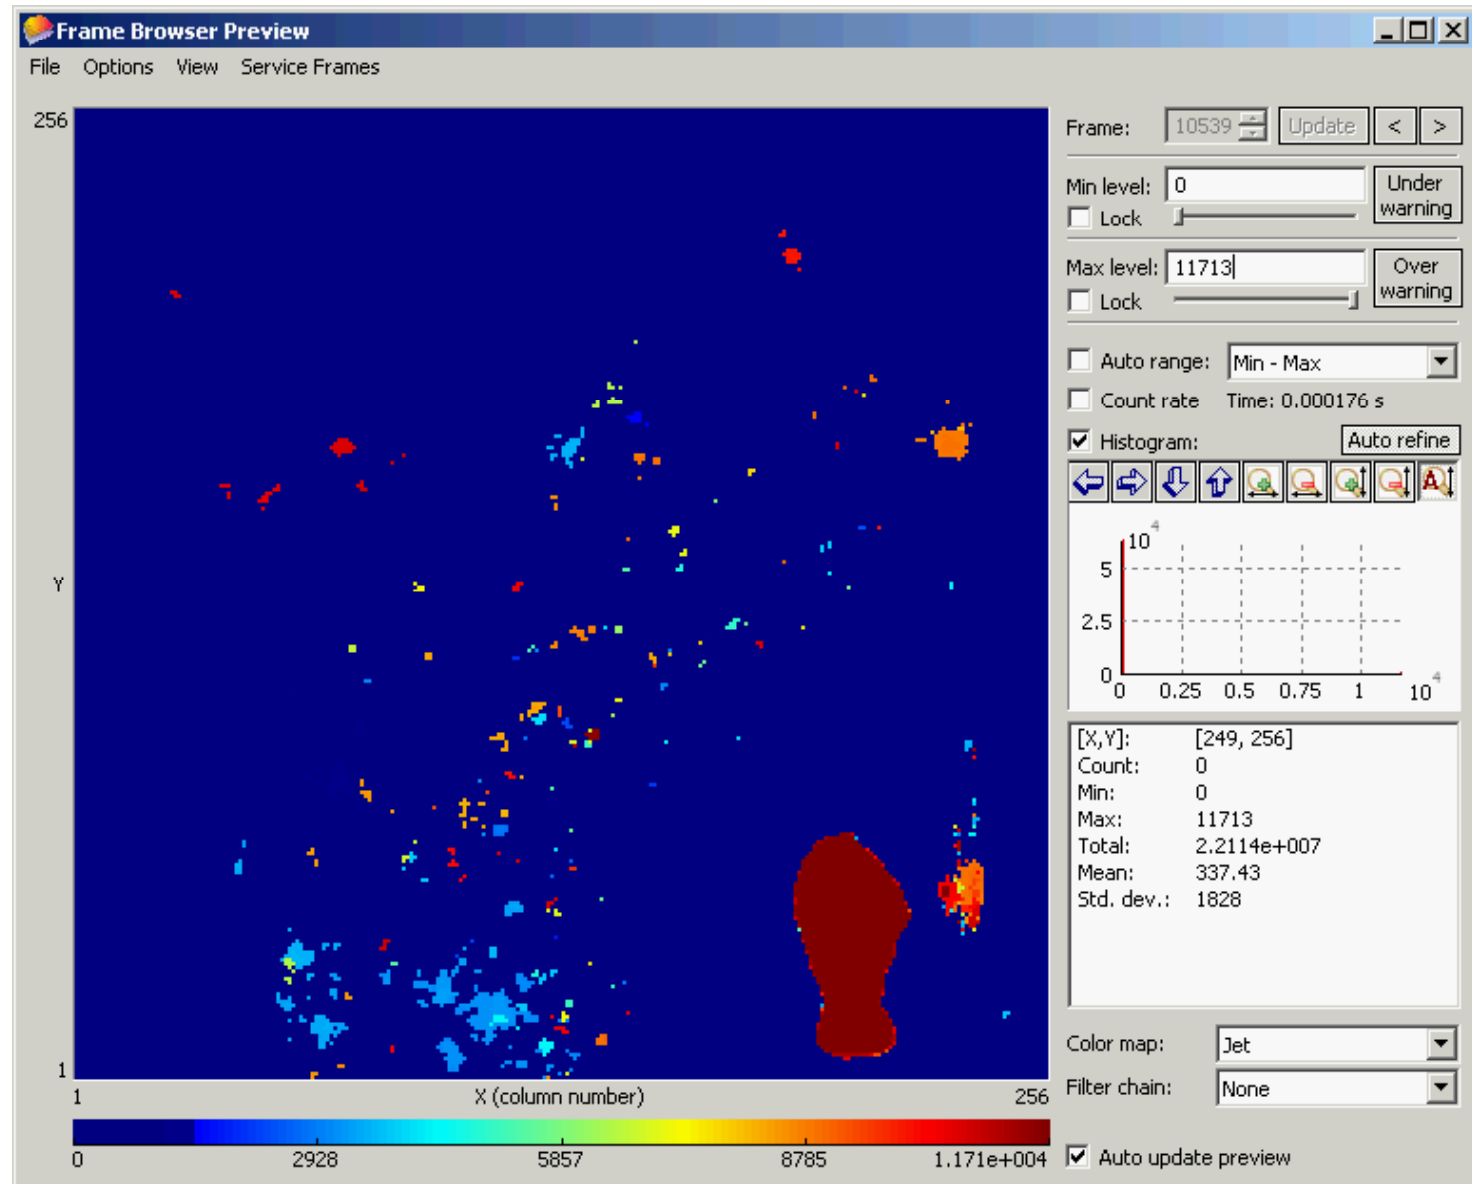 Frame Browser Preview
File Options View Service Frames
256
Y
1
1 X (column number) 256
0 2928 5857 8785 1.171e+004
Frame: 10539 Update < >
Min level: 0 Under warning
Lock
Max level: 11713 Over warning
Lock
Auto range: Min - Max
Count rate Time: 0.000176 s
Histogram: Auto refine
A
10^4
5
2.5
0
0 0.25 0.5 0.75 1 10^4
[X,Y]: [249, 256]
Count: 0
Min: 0
Max: 11713
Total: 2.2114e+007
Mean: 337.43
Std. dev.: 1828
Color map: Jet
Filter chain: None
Auto update preview